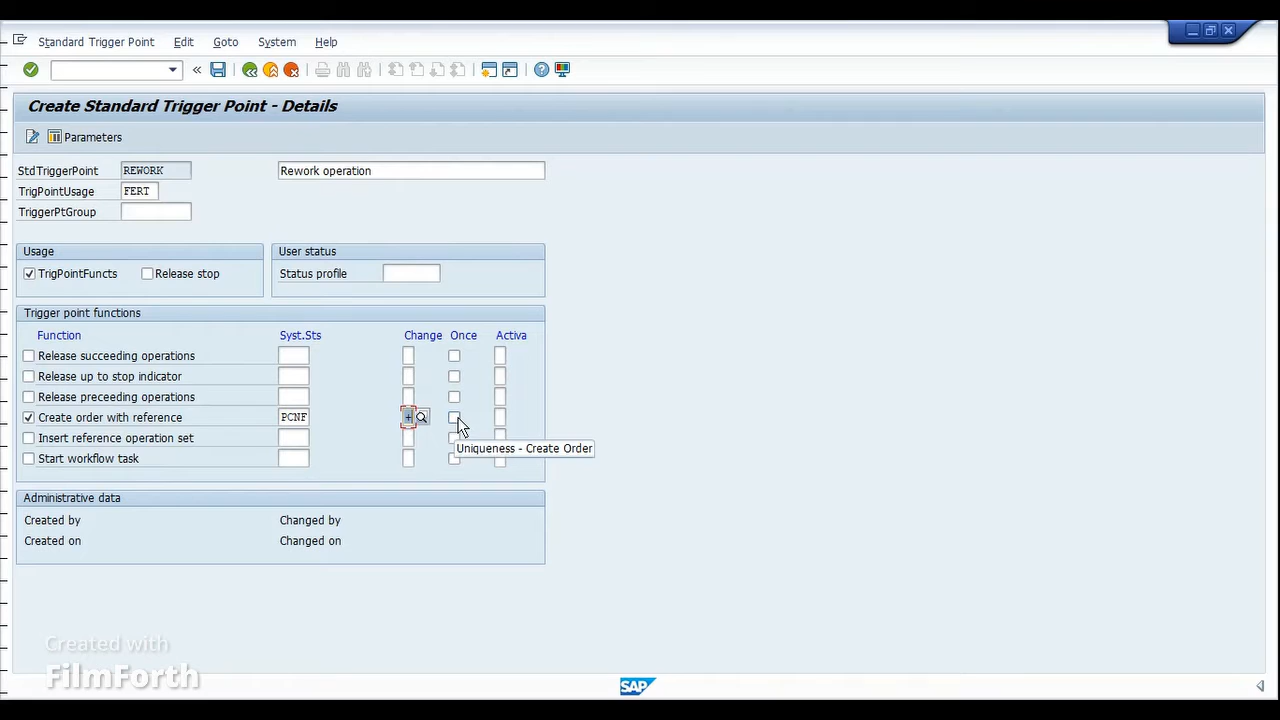 Standard Trigger Point Edit Goto System Help
«
Create Standard Trigger Point - Details
Parameters
StdTriggerPoint REWORK Rework operation
TrigPointUsage FERT
TriggerPtGroup
Usage User status
TrigPointFuncts Release stop Status profile
Trigger point functions
Function Syst.Sts Change Once Activa
Release succeeding operations
Release up to stop indicator
Release preceeding operations
Create order with reference PCNF +
Insert reference operation set
Uniqueness - Create Order
Start workflow task
Administrative data
Created by Changed by
Created on Changed on
Created with
FilmForth
SAP